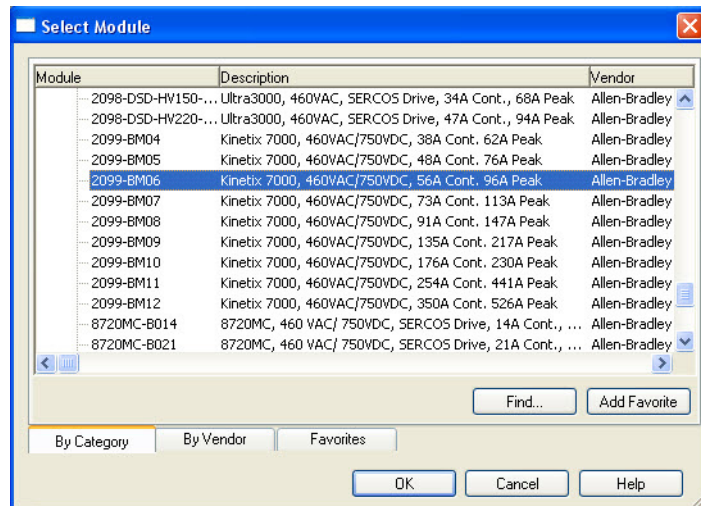 Select Module
Module Description Vendor
2098-DSD-HV150-... Ultra3000, 460VAC, SERCOS Drive, 34A Cont., 68A Peak Allen-Bradley
2098-DSD-HV220-... Ultra3000, 460VAC, SERCOS Drive, 47A Cont., 94A Peak Allen-Bradley
2099-BM04 Kinetix 7000, 460VAC/750VDC, 38A Cont. 62A Peak Allen-Bradley
2099-BM05 Kinetix 7000, 460VAC/750VDC, 48A Cont. 76A Peak Allen-Bradley
2099-BM06 Kinetix 7000, 460VAC/750VDC, 56A Cont. 96A Peak Allen-Bradley
2099-BM07 Kinetix 7000, 460VAC/750VDC, 73A Cont. 113A Peak Allen-Bradley
2099-BM08 Kinetix 7000, 460VAC/750VDC, 91A Cont. 147A Peak Allen-Bradley
2099-BM09 Kinetix 7000, 460VAC/750VDC, 135A Cont. 217A Peak Allen-Bradley
2099-BM10 Kinetix 7000, 460VAC/750VDC, 176A Cont. 230A Peak Allen-Bradley
2099-BM11 Kinetix 7000, 460VAC/750VDC, 254A Cont. 441A Peak Allen-Bradley
2099-BM12 Kinetix 7000, 460VAC/750VDC, 350A Cont. 526A Peak Allen-Bradley
8720MC-B014 8720MC, 460 VAC/ 750VDC, SERCOS Drive, 14A Cont., ... Allen-Bradley
8720MC-B021 8720MC, 460 VAC/ 750VDC, SERCOS Drive, 21A Cont., ... Allen-Bradley
Find... Add Favorite
By Category By Vendor Favorites
OK Cancel Help